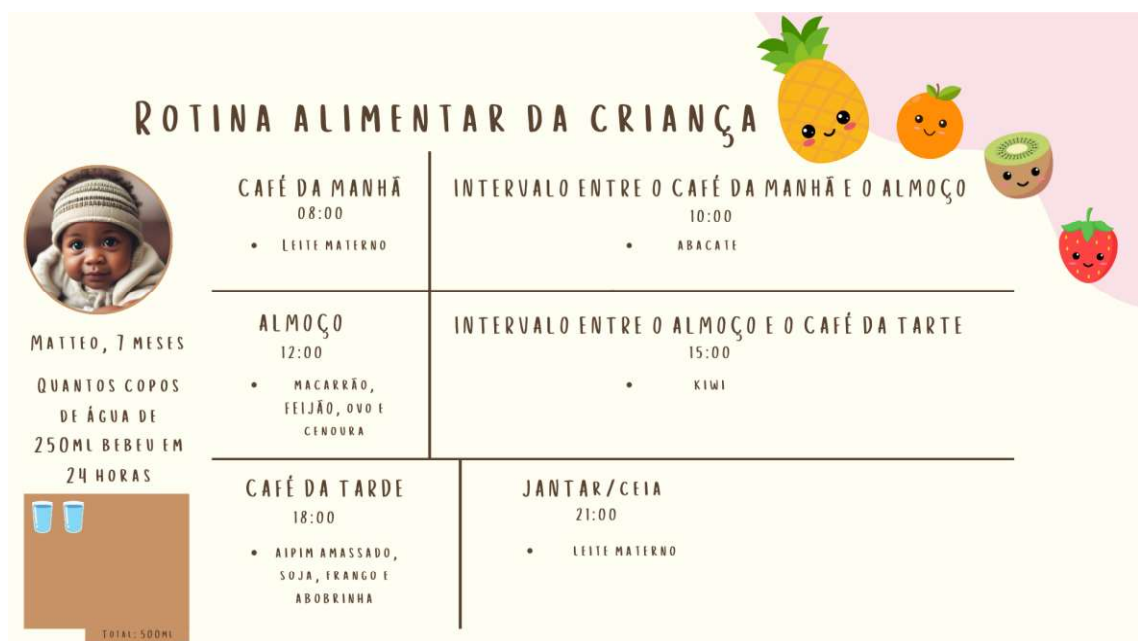 ROTINA ALIMENTAR DA CRIANÇA
CAFÉ DA MANHÃ
08:00
• LEITE MATERNO
INTERVALO ENTRE O CAFÉ DA MANHÃ E O ALMOÇO
10:00
• ABACATE
MATTEO, 7 MESES
QUANTOS COPOS
DE ÁGUA DE
250ML BEBEU EM
24 HORAS
TOTAL: 500ML
ALMOÇO
12:00
• MACARRÃO,
FEIJÃO, OVO E
CENOURA
INTERVALO ENTRE O ALMOÇO E O CAFÉ DA TARTE
15:00
• KIWI
CAFÉ DA TARDE
18:00
• AIPIM AMASSADO,
SOJA, FRANGO E
ABOBRINHA
JANTAR/CEIA
21:00
• LEITE MATERNO